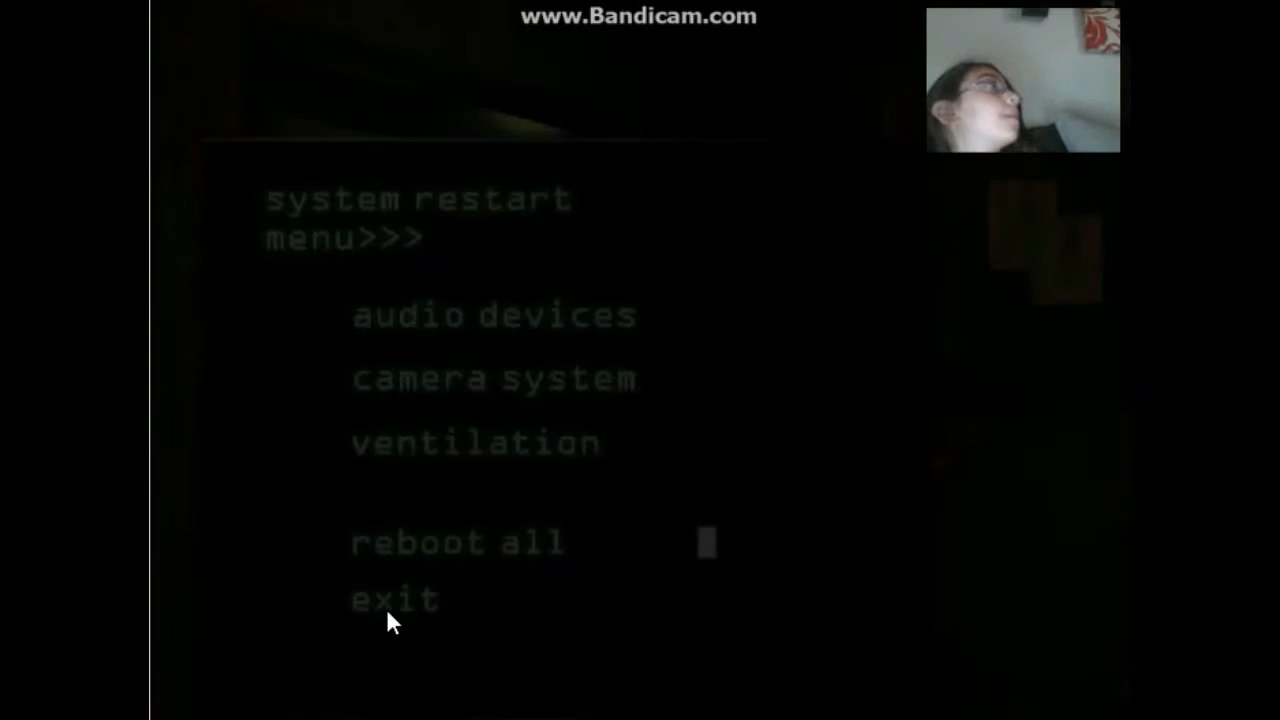 www.Bandicam.com
system restart
menu>>>
audio devices
camera system
ventilation
reboot all
exit